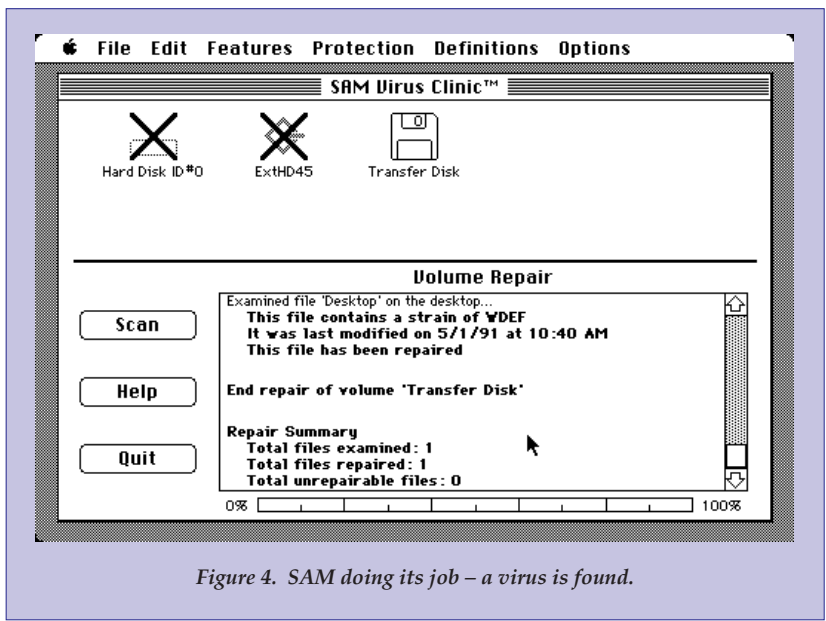 File Edit Features Protection Definitions Options
SAM Virus Clinic™
Hard Disk ID#0 ExtHD45 Transfer Disk
Volume Repair
Examined file 'Desktop' on the desktop...
This file contains a strain of WDEF
It was last modified on 5/1/91 at 10:40 AM
This file has been repaired
End repair of volume 'Transfer Disk'
Repair Summary
Total files examined: 1
Total files repaired: 1
Total unrepairable files: 0
Scan
Help
Quit
0% 100%
Figure 4. SAM doing its job – a virus is found.